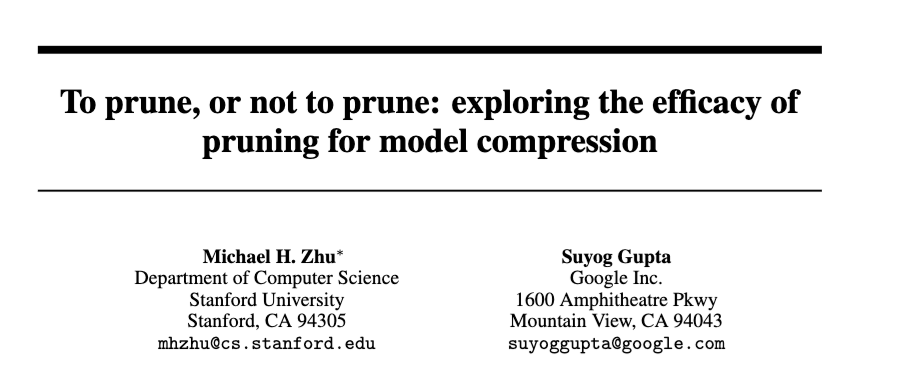 To prune, or not to prune: exploring the efficacy of
pruning for model compression
Michael H. Zhu*
Department of Computer Science
Stanford University
Stanford, CA 94305
mhzhu@cs.stanford.edu
Suyog Gupta
Google Inc.
1600 Amphitheatre Pkwy
Mountain View, CA 94043
suyoggupta@google.com